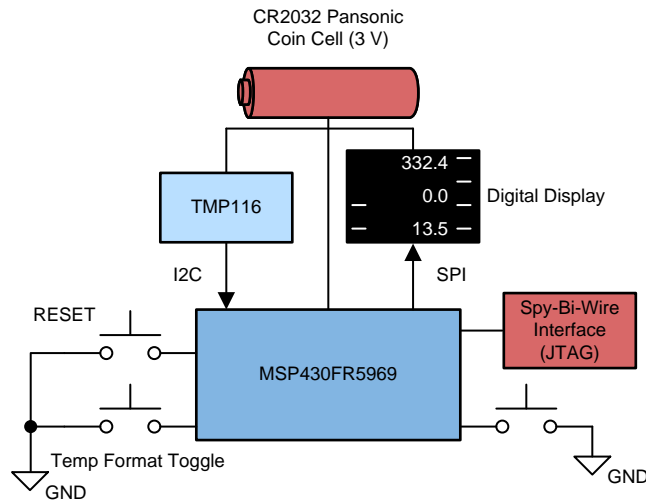 CR2032 Pansonic
Coin Cell (3 V)
332.4
0.0
13.5
Digital Display
TMP116
I2C
SPI
RESET
Spy-Bi-Wire
Interface
(JTAG)
MSP430FR5969
Temp Format Toggle
GND
GND